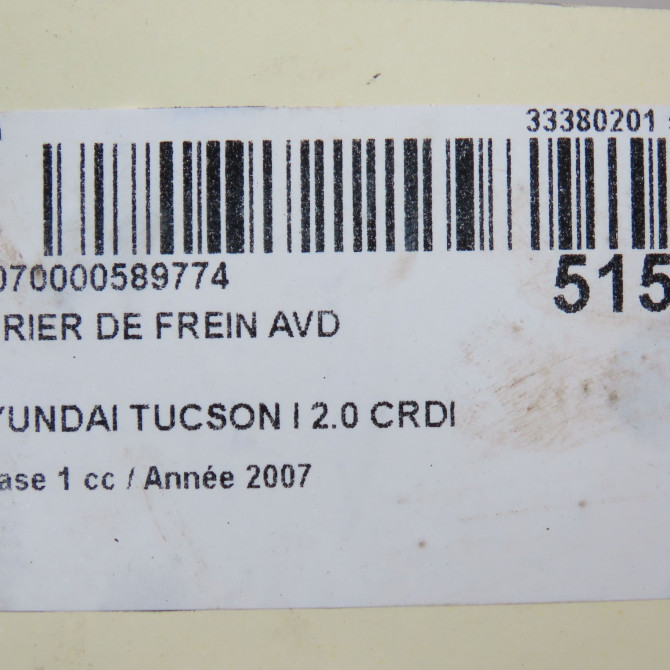 33380201
070000589774
515
RIER DE FREIN AVD
YUNDAI TUCSON I 2.0 CRDI
ase 1 cc / Année 2007